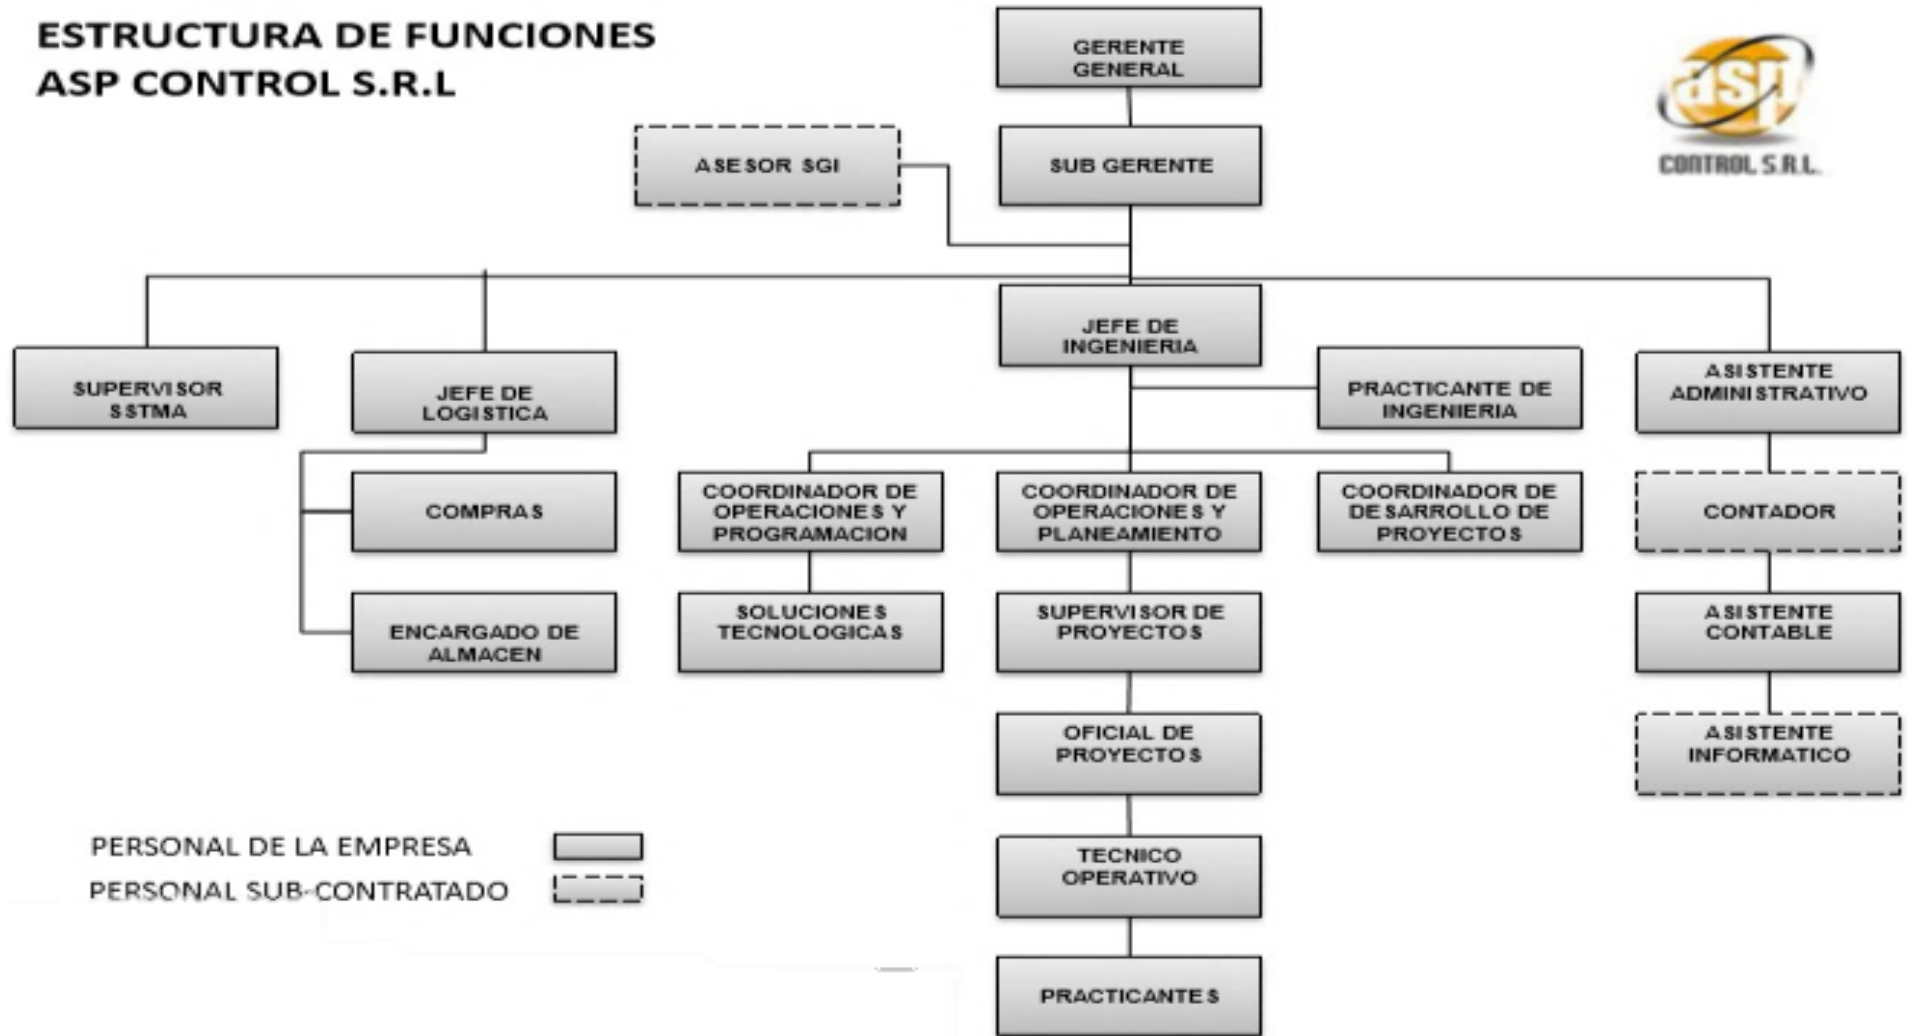 ESTRUCTURA DE FUNCIONES
ASP CONTROL S.R.L
GERENTE
GENERAL
asp
CONTROL S.R.L.
ASESOR SGI
SUB GERENTE
JEFE DE
INGENIERIA
SUPERVISOR
SSTMA
JEFE DE
LOGISTICA
PRACTICANTE DE
INGENIERIA
ASISTENTE
ADMINISTRATIVO
COMPRAS
COORDINADOR DE
OPERACIONES Y
PROGRAMACION
COORDINADOR DE
OPERACIONES Y
PLANEAMIENTO
COORDINADOR DE
DESARROLLO DE
PROYECTOS
CONTADOR
ENCARGADO DE
ALMACEN
SOLUCIONES
TECNOLOGICAS
SUPERVISOR DE
PROYECTOS
ASISTENTE
CONTABLE
OFICIAL DE
PROYECTOS
ASISTENTE
INFORMATICO
PERSONAL DE LA EMPRESA
PERSONAL SUB-CONTRATADO
TECNICO
OPERATIVO
PRACTICANTES